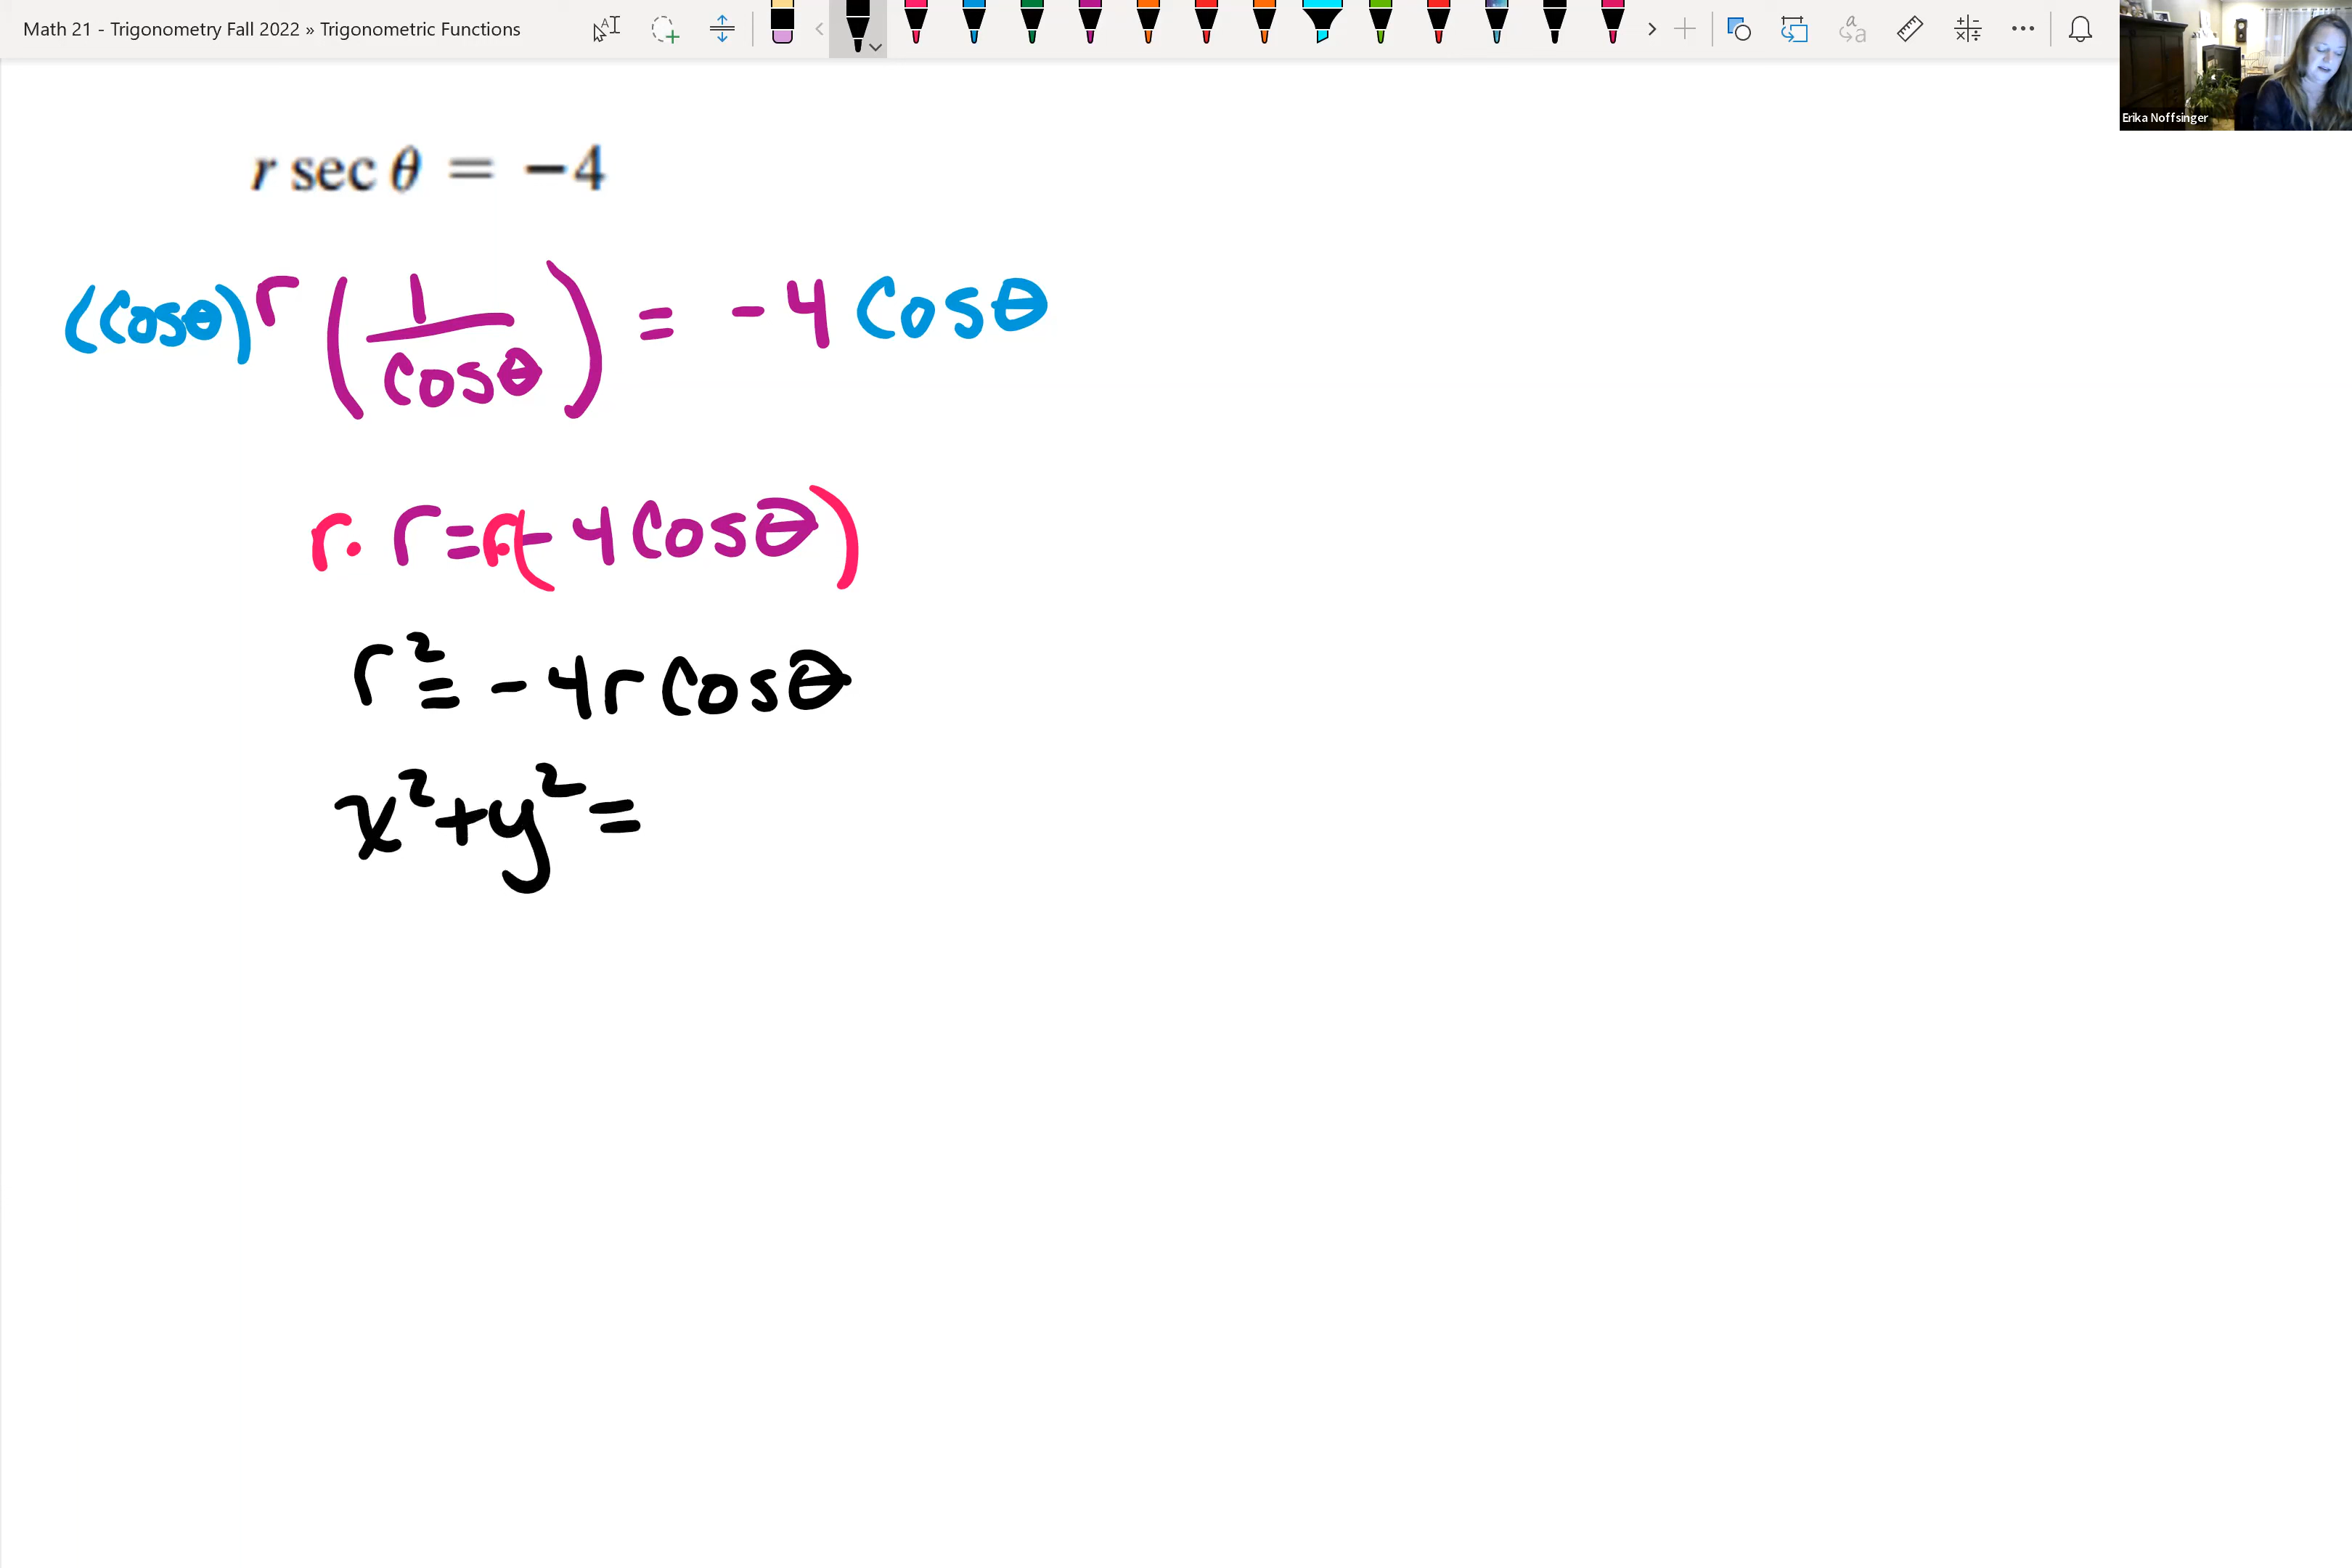 Math 21 - Trigonometry Fall 2022 » Trigonometric Functions
Erika Noffsinger
r sec θ = −4
(cosθ) r (1/cosθ) = -4 cosθ
r· r = r·(-4 cosθ)
r² = -4r cosθ
x² + y² =